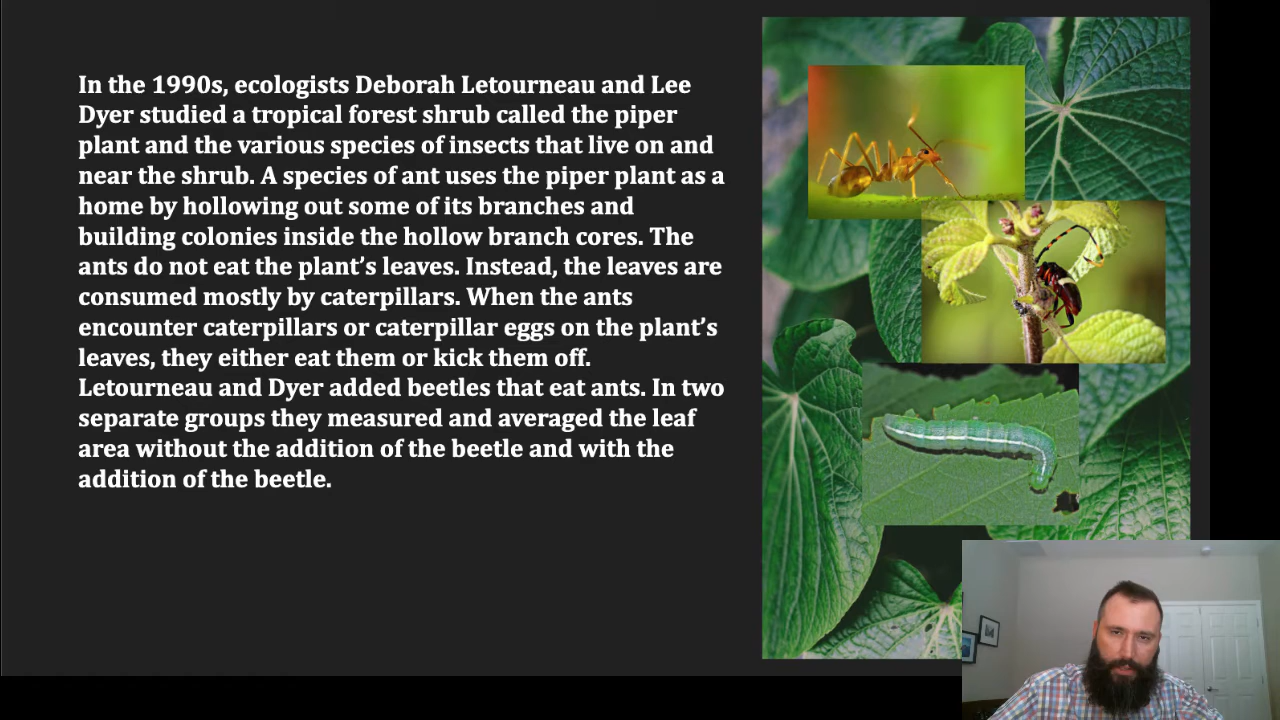 In the 1990s, ecologists Deborah Letourneau and Lee
Dyer studied a tropical forest shrub called the piper
plant and the various species of insects that live on and
near the shrub. A species of ant uses the piper plant as a
home by hollowing out some of its branches and
building colonies inside the hollow branch cores. The
ants do not eat the plant’s leaves. Instead, the leaves are
consumed mostly by caterpillars. When the ants
encounter caterpillars or caterpillar eggs on the plant’s
leaves, they either eat them or kick them off.
Letourneau and Dyer added beetles that eat ants. In two
separate groups they measured and averaged the leaf
area without the addition of the beetle and with the
addition of the beetle.